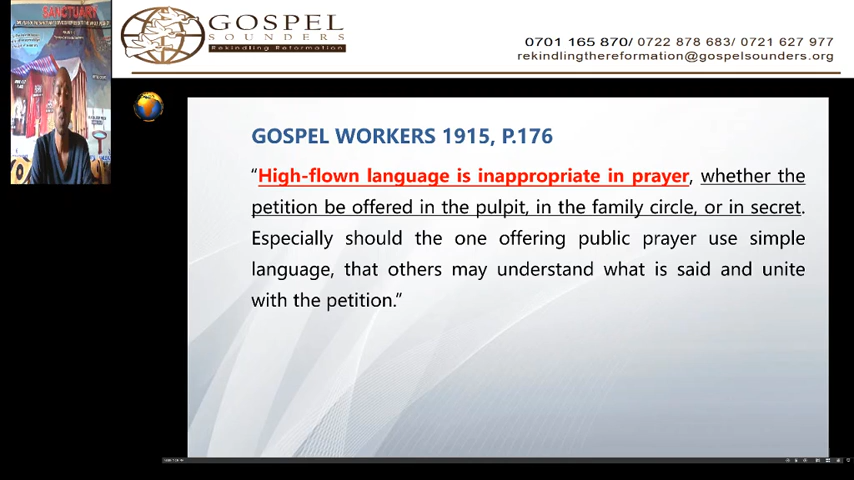 SANCTUARY
GOSPEL
SOUNDERS
Rekindling Reformation
0701 165 870/ 0722 878 683/ 0721 627 977
rekindlingthereformation@gospelsounders.org
GOSPEL WORKERS 1915, P.176
“High-flown language is inappropriate in prayer, whether the
petition be offered in the pulpit, in the family circle, or in secret.
Especially should the one offering public prayer use simple
language, that others may understand what is said and unite
with the petition.”